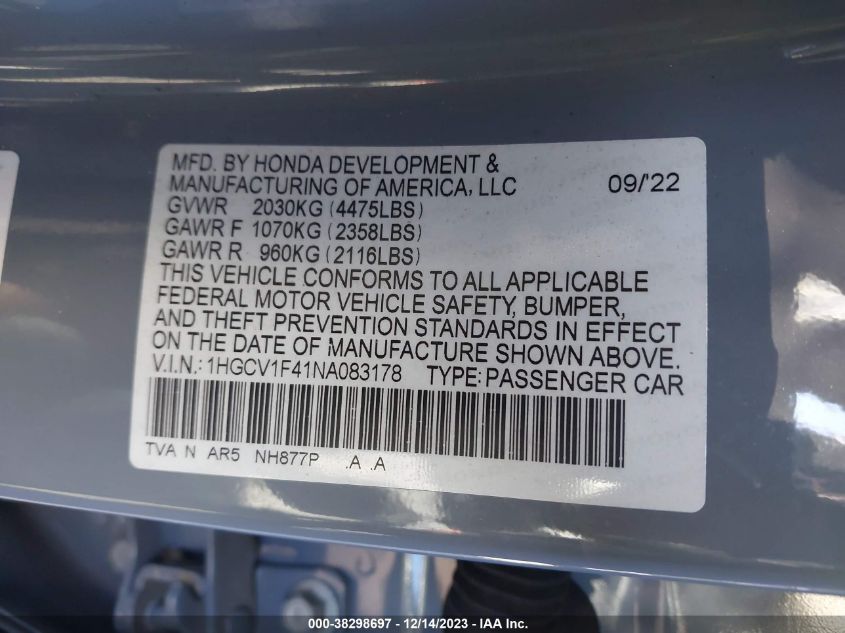 MFD. BY HONDA DEVELOPMENT &
MANUFACTURING OF AMERICA, LLC 09/'22
GVWR 2030KG (4475LBS)
GAWR F 1070KG (2358LBS)
GAWR R 960KG (2116LBS)
THIS VEHICLE CONFORMS TO ALL APPLICABLE
FEDERAL MOTOR VEHICLE SAFETY, BUMPER,
AND THEFT PREVENTION STANDARDS IN EFFECT
ON THE DATE OF MANUFACTURE SHOWN ABOVE.
V.I.N.: 1HGCV1F41NA083178 TYPE: PASSENGER CAR
TVA N AR5 NH877P .A .A
000-38298697 - 12/14/2023 - IAA Inc.